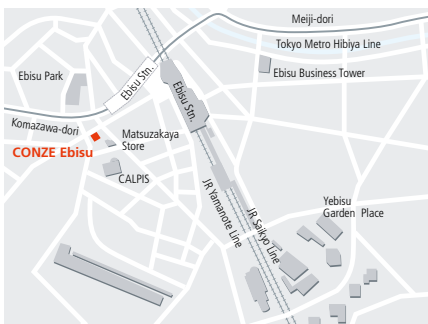 Meiji-dori
Tokyo Metro Hibiya Line
Ebisu Stn.
Ebisu Stn.
Ebisu Business Tower
Ebisu Park
Komazawa-dori
CONZE Ebisu
Matsuzakaya
Store
CALPIS
JR Yamanote Line
JR Saikyo Line
Yebisu
Garden Place